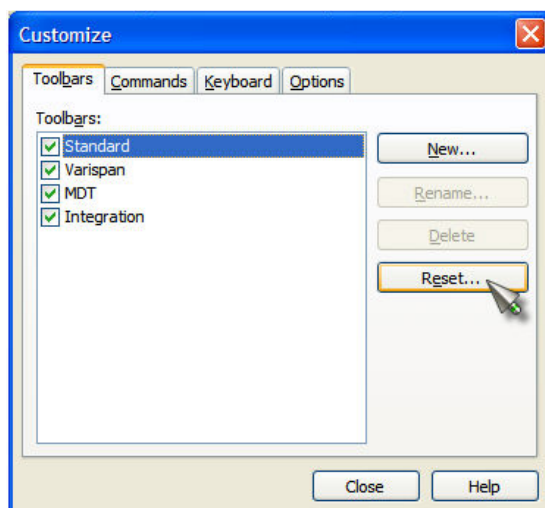 Customize
Toolbars Commands Keyboard Options
Toolbars:
Standard
Varispan
MDT
Integration
New...
Rename...
Delete
Reset...
Close Help